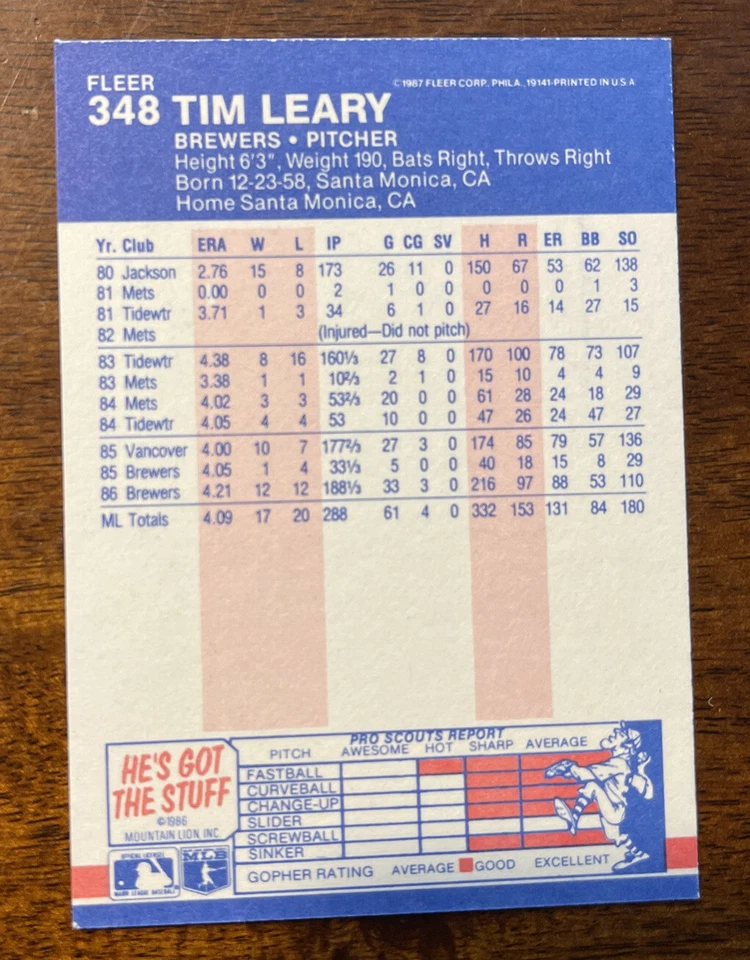 FLEER
©1987 FLEER CORP. PHILA., 19141-PRINTED IN U.S.A.
348 TIM LEARY
BREWERS • PITCHER
Height 6'3", Weight 190, Bats Right, Throws Right
Born 12-23-58, Santa Monica, CA
Home Santa Monica, CA
Yr. Club ERA W L IP G CG SV H R ER BB SO
80 Jackson 2.76 15 8 173 26 11 0 150 67 53 62 138
81 Mets 0.00 0 0 2 1 0 0 0 0 0 1 3
81 Tidewtr 3.71 1 3 34 6 1 0 27 16 14 27 15
82 Mets (Injured—Did not pitch)
83 Tidewtr 4.38 8 16 160⅓ 27 8 0 170 100 78 73 107
83 Mets 3.38 1 1 10⅔ 2 1 0 15 10 4 4 9
84 Mets 4.02 3 3 53⅔ 20 0 0 61 28 24 18 29
84 Tidewtr 4.05 4 4 53 10 0 0 47 26 24 47 27
85 Vancover 4.00 10 7 177⅔ 27 3 0 174 85 79 57 136
85 Brewers 4.05 1 4 33⅓ 5 0 0 40 18 15 8 29
86 Brewers 4.21 12 12 188⅓ 33 3 0 216 97 88 53 110
ML Totals 4.09 17 20 288 61 4 0 332 153 131 84 180
HE'S GOT
THE STUFF
©1986
MOUNTAIN LION, INC.
PRO SCOUTS REPORT
PITCH AWESOME HOT SHARP AVERAGE
FASTBALL
CURVEBALL
CHANGE-UP
SLIDER
SCREWBALL
SINKER
GOPHER RATING AVERAGE GOOD EXCELLENT
OFFICIAL LICENSEE
MAJOR LEAGUE BASEBALL
MLB